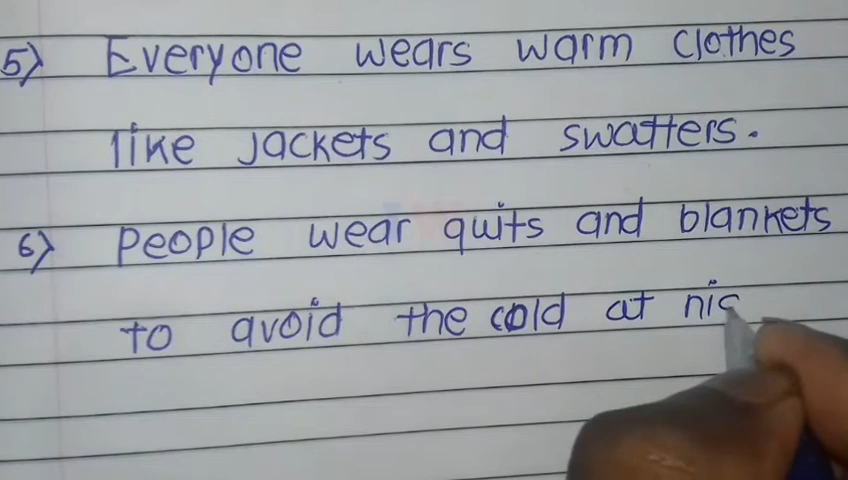 5) Everyone wears warm clothes
like jackets and swatters.
6) People wear quits and blankets
to avoid the cold at nig